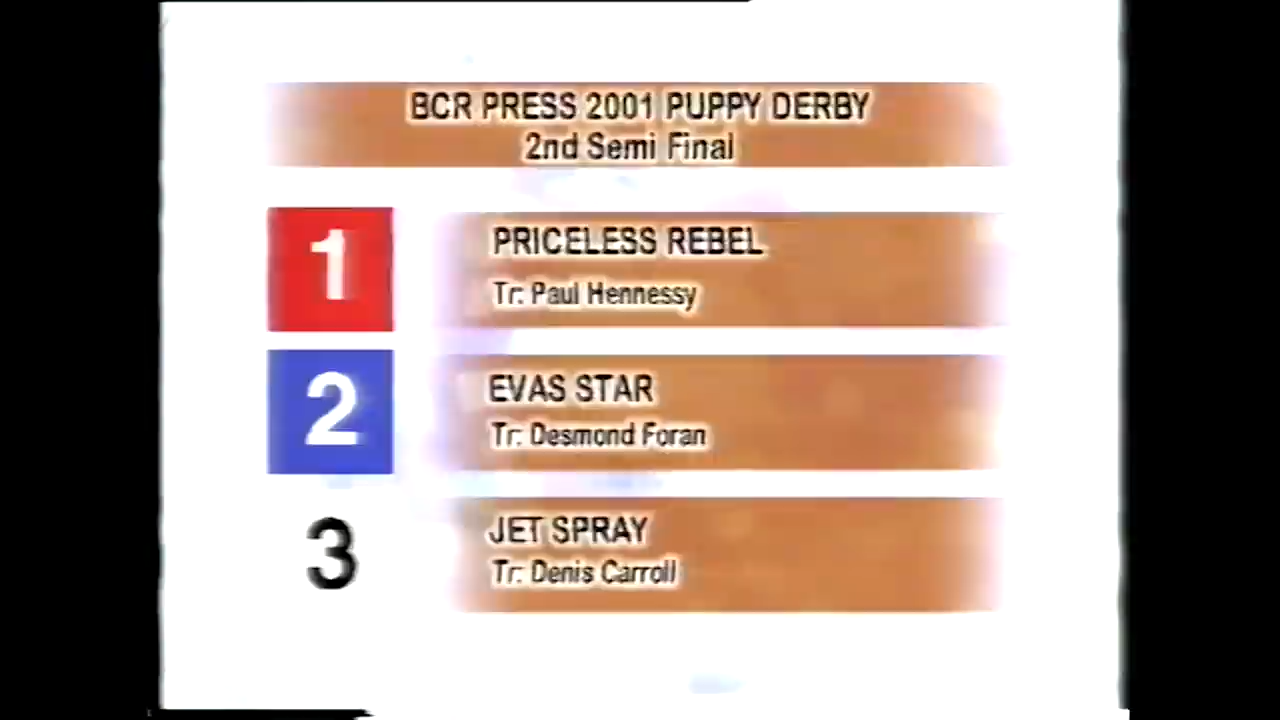 BCR PRESS 2001 PUPPY DERBY
2nd Semi Final
1
PRICELESS REBEL
Tr: Paul Hennessy
2
EVAS STAR
Tr: Desmond Foran
3
JET SPRAY
Tr: Denis Carroll